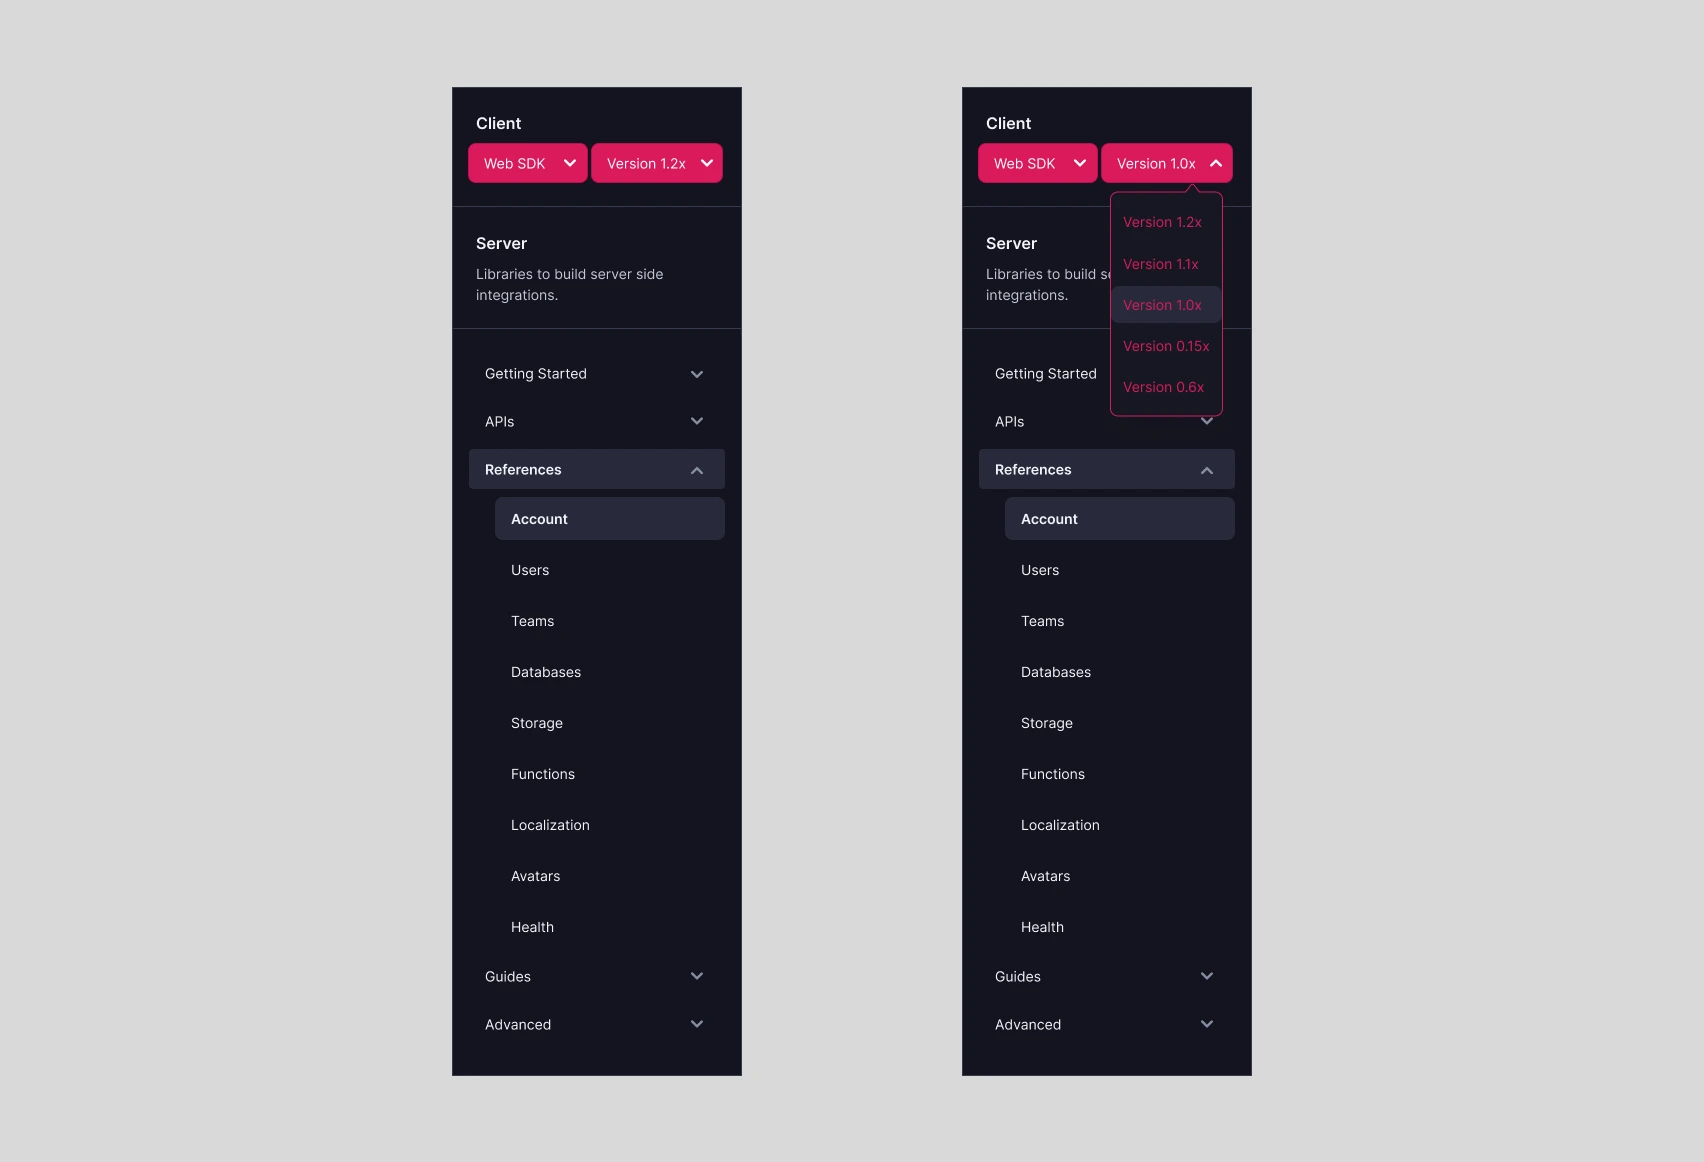 Client
Web SDK
Version 1.2x
Server
Libraries to build server side
integrations.
Getting Started
APIs
References
Account
Users
Teams
Databases
Storage
Functions
Localization
Avatars
Health
Guides
Advanced
Client
Web SDK
Version 1.0x
Version 1.2x
Version 1.1x
Version 1.0x
Version 0.15x
Version 0.6x
Server
Libraries to build se
integrations.
Getting Started
APIs
References
Account
Users
Teams
Databases
Storage
Functions
Localization
Avatars
Health
Guides
Advanced